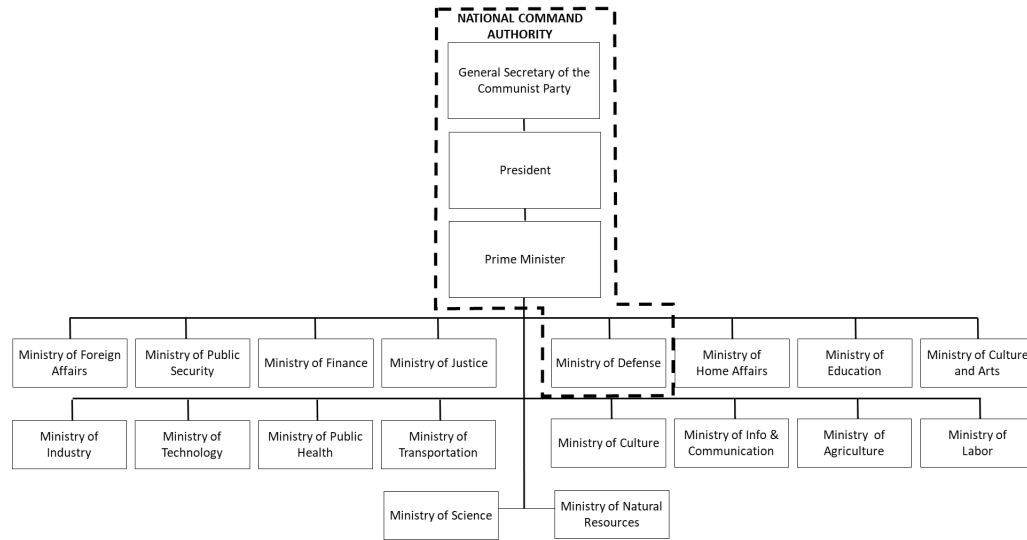 NATIONAL COMMAND
AUTHORITY
General Secretary of the
Communist Party
President
Prime Minister
Ministry of Foreign
Affairs
Ministry of Public
Security
Ministry of Finance
Ministry of Justice
Ministry of Defense
Ministry of
Home Affairs
Ministry of
Education
Ministry of Culture
and Arts
Ministry of
Industry
Ministry of
Technology
Ministry of Public
Health
Ministry of
Transportation
Ministry of Culture
Ministry of Info &
Communication
Ministry of
Agriculture
Ministry of
Labor
Ministry of Science
Ministry of Natural
Resources